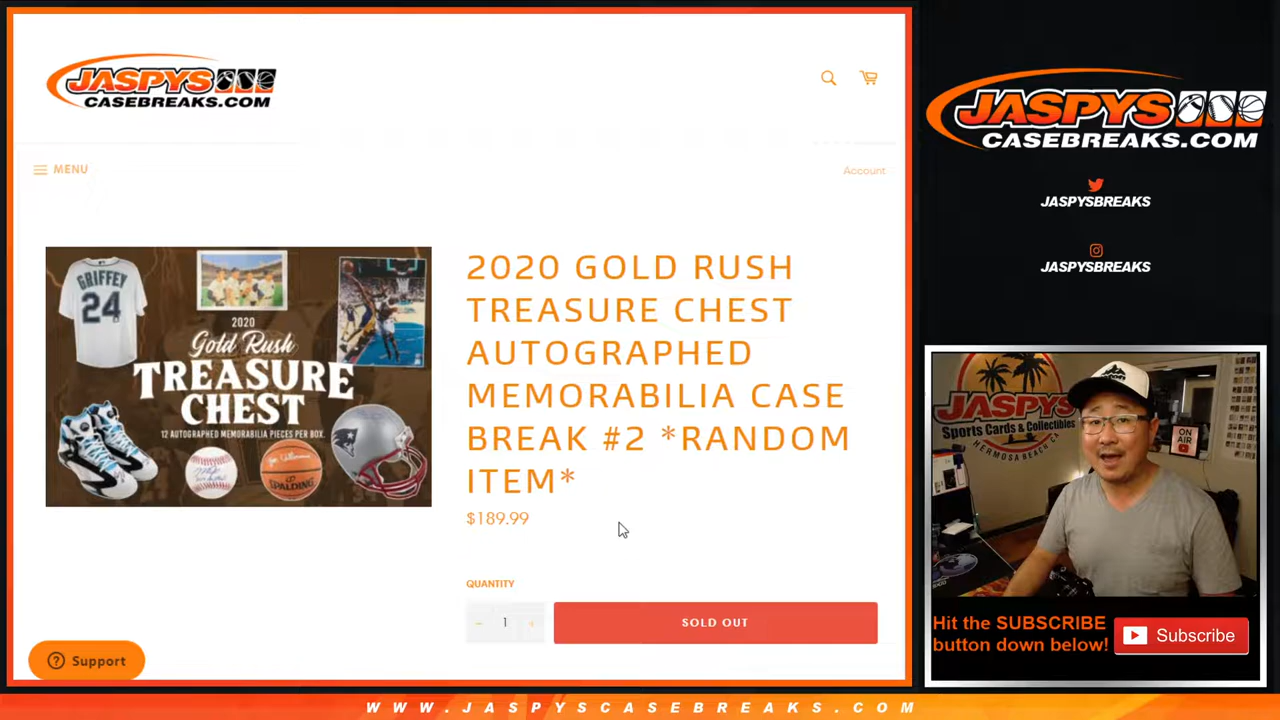 JASPYS
CASEBREAKS.COM
MENU
Account
GRIFFEY
24
2020
Gold Rush
TREASURE
CHEST
12 AUTOGRAPHED MEMORABILIA PIECES PER BOX.
SPALDING
2020 GOLD RUSH
TREASURE CHEST
AUTOGRAPHED
MEMORABILIA CASE
BREAK #2 *RANDOM
ITEM*
$189.99
QUANTITY
− 1 +
SOLD OUT
Support
JASPYS
CASEBREAKS.COM
JASPYSBREAKS
JASPYSBREAKS
JASPYS
Sports Cards & Collectibles
HERMOSA BEACH
ON
AIR
Hit the SUBSCRIBE
button down below!
Subscribe
WWW.JASPYSCASEBREAKS.COM